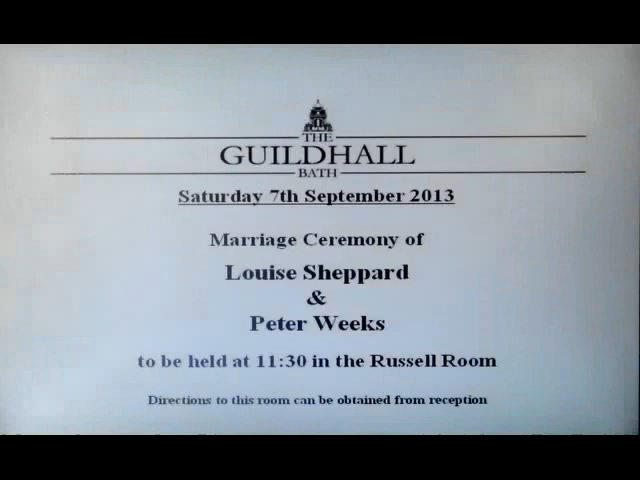 THE
GUILDHALL
BATH
Saturday 7th September 2013
Marriage Ceremony of
Louise Sheppard
&
Peter Weeks
to be held at 11:30 in the Russell Room
Directions to this room can be obtained from reception